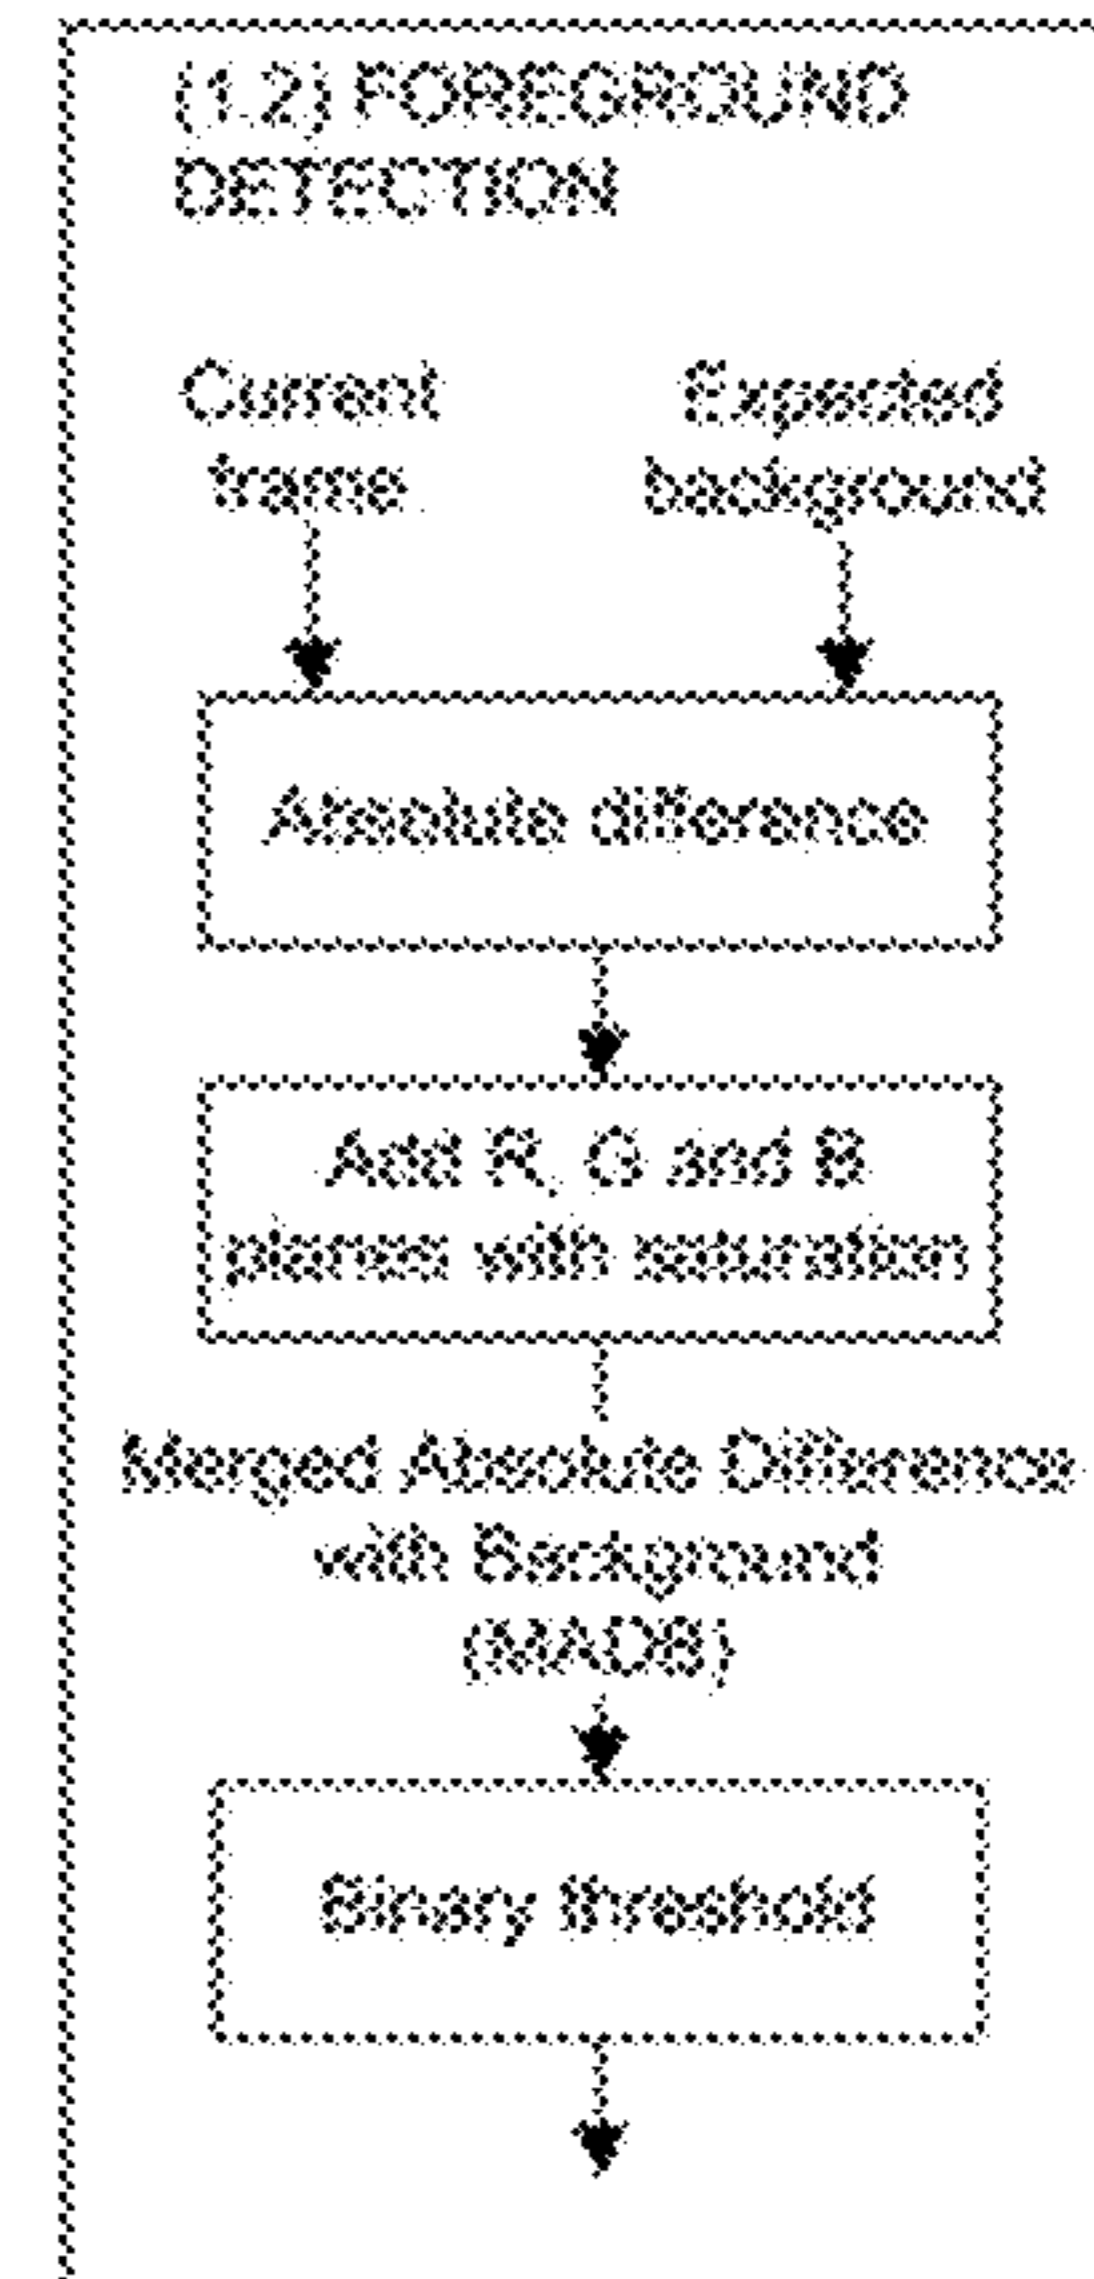 (1.2) FOREGROUND
DETECTION
Current
frame
Expected
background
Absolute difference
Add R, G and B
planes with saturation
Merged Absolute Difference
with Background
(MADB)
Binary threshold